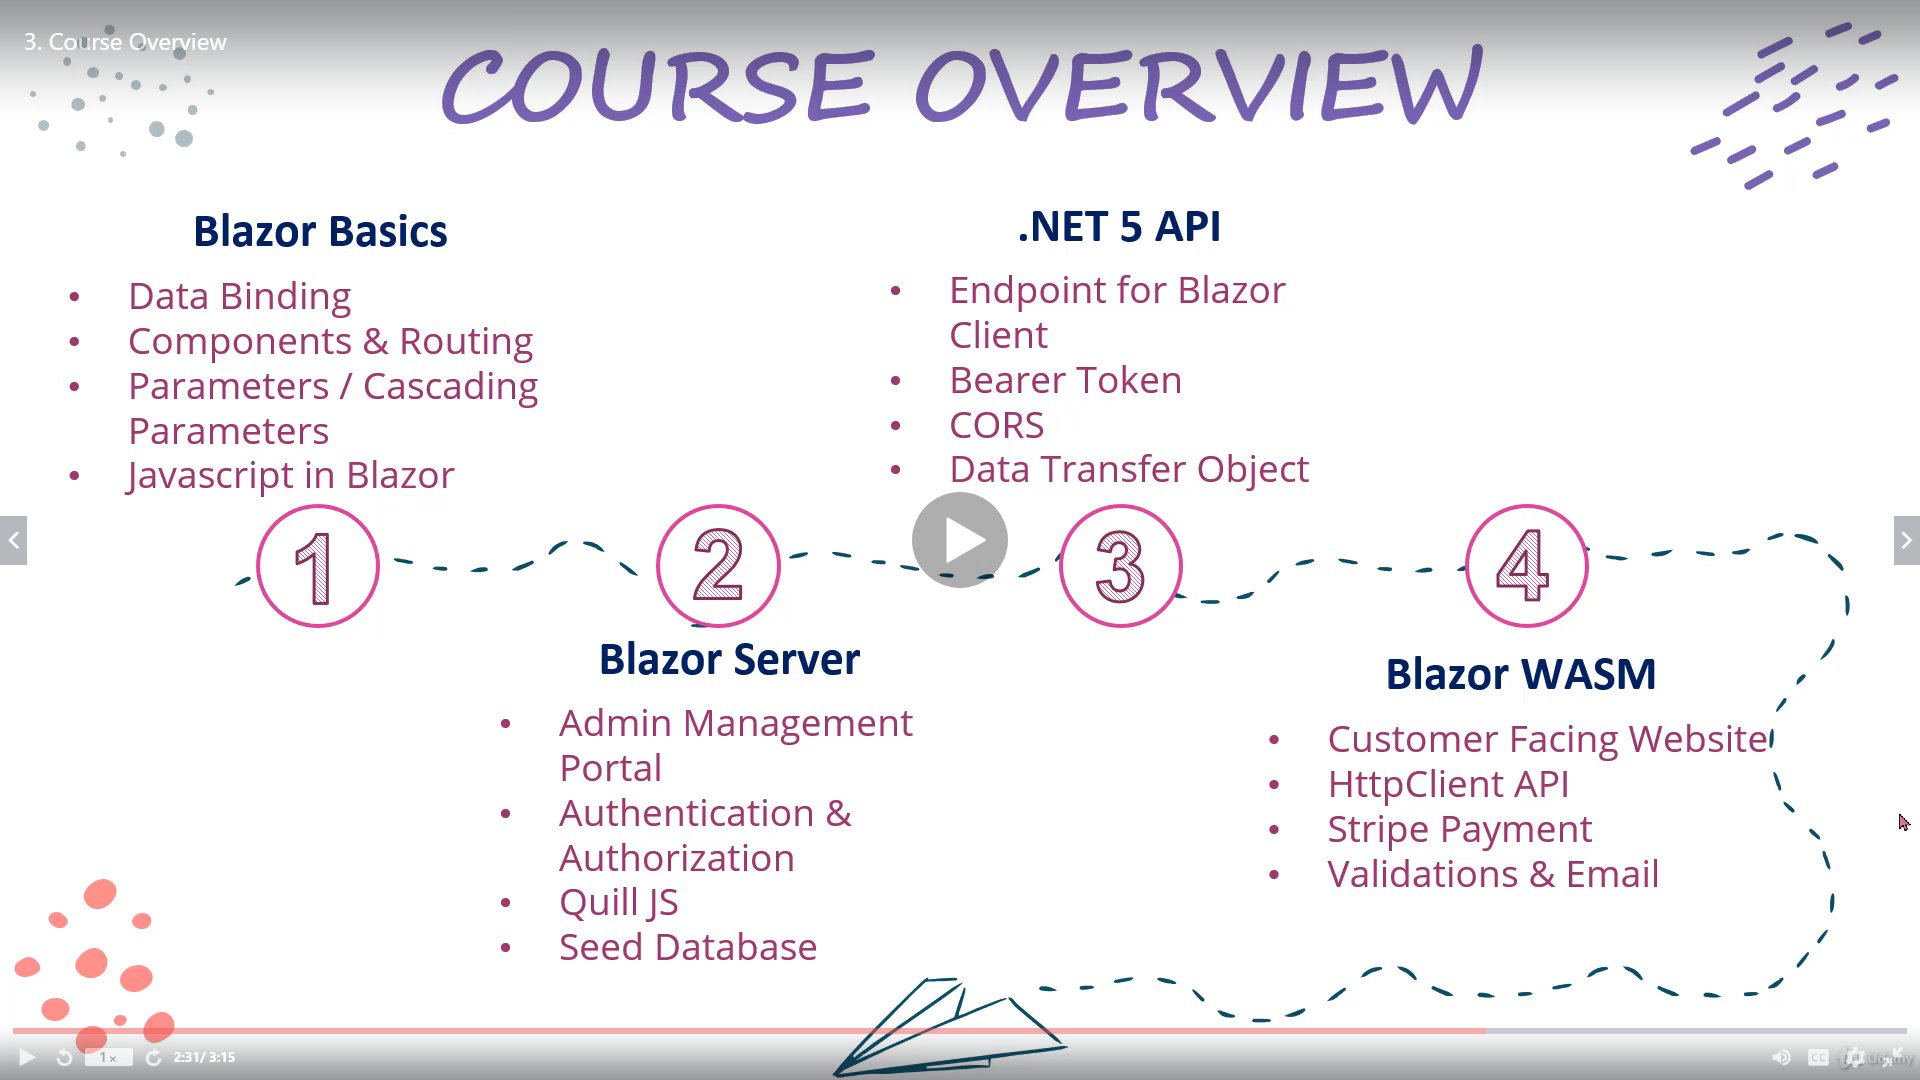 3. Course Overview
COURSE OVERVIEW
Blazor Basics
• Data Binding
• Components & Routing
• Parameters / Cascading
Parameters
• Javascript in Blazor
.NET 5 API
• Endpoint for Blazor
Client
• Bearer Token
• CORS
• Data Transfer Object
1
2
3
4
Blazor Server
• Admin Management
Portal
• Authentication &
Authorization
• Quill JS
• Seed Database
Blazor WASM
• Customer Facing Website
• HttpClient API
• Stripe Payment
• Validations & Email
1 x
2:31/ 3:15
CC
Udemy